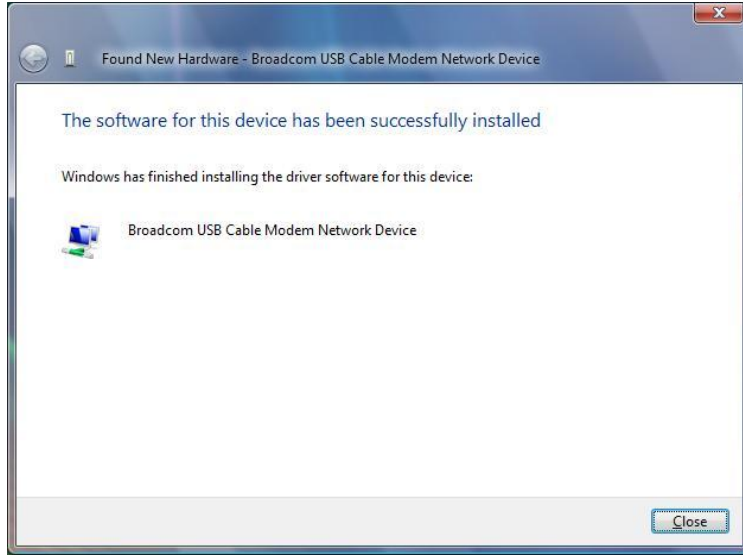 Found New Hardware - Broadcom USB Cable Modem Network Device
The software for this device has been successfully installed
Windows has finished installing the driver software for this device:
Broadcom USB Cable Modem Network Device
Close